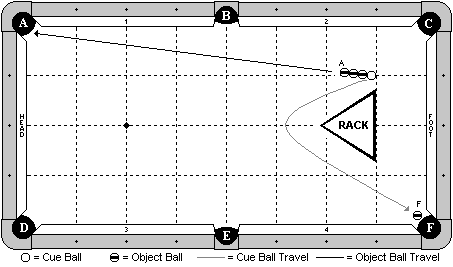 A B C
1 2
A
HEAD RACK FOOT
F
3 4
D E F
= Cue Ball = Object Ball = Cue Ball Travel = Object Ball Travel